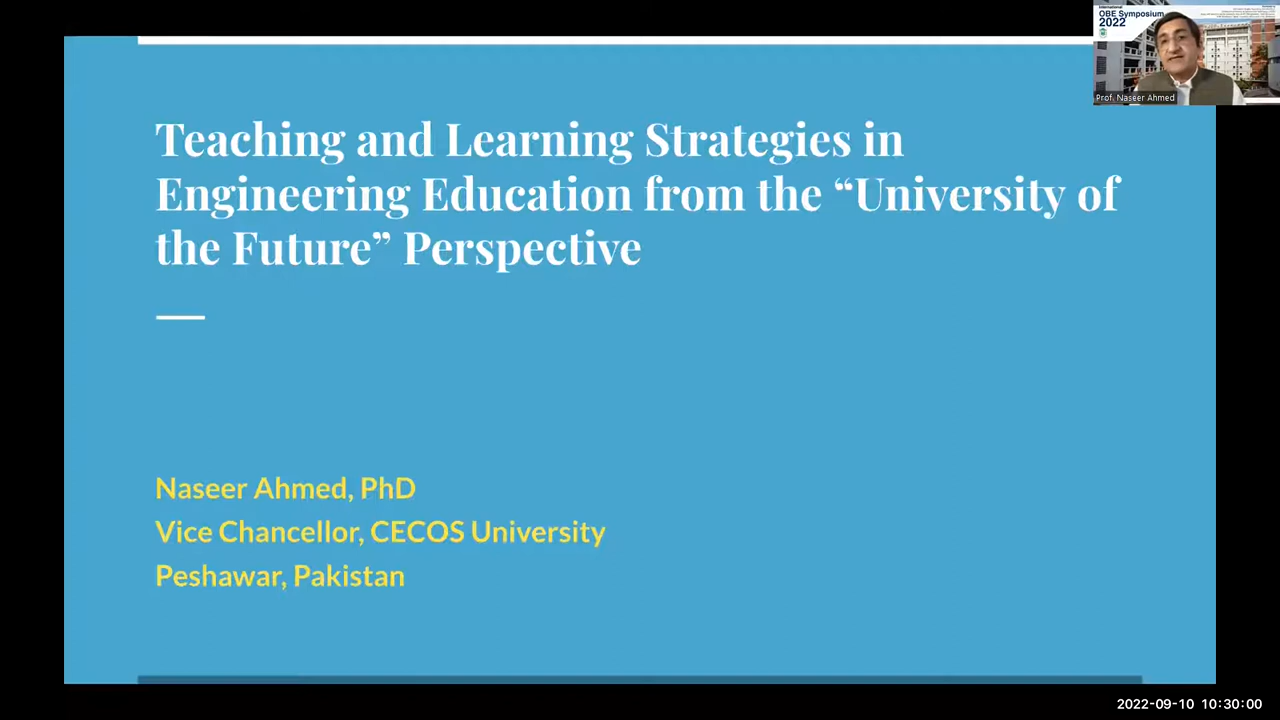 International
OBE Symposium
2022
Prof. Naseer Ahmed
Teaching and Learning Strategies in
Engineering Education from the “University of
the Future” Perspective
Naseer Ahmed, PhD
Vice Chancellor, CECOS University
Peshawar, Pakistan
2022-09-10 10:30:00